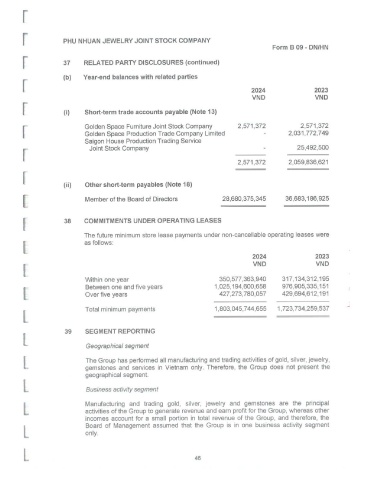 PHU NHUAN JEWELRY JOINT STOCK COMPANY
Form B 09 - DN/HN
37 RELATED PARTY DISCLOSURES (continued)
(b) Year-end balances with related parties
2024 2023
VND VND
(i) Short-term trade accounts payable (Note 13)
Golden Space Furniture Joint Stock Company 2,571,372 2,571,372
Golden Space Production Trade Company Limited - 2,031,772,749
Saigon House Production Trading Service
Joint Stock Company - 25,492,500
2,571,372 2,059,836,621
(ii) Other short-term payables (Note 18)
Member of the Board of Directors 28,680,375,345 36,683,186,925
38 COMMITMENTS UNDER OPERATING LEASES
The future minimum store lease payments under non-cancellable operating leases were
as follows:
2024 2023
VND VND
Within one year 350,577,363,940 317,134,312,195
Between one and five years 1,025,194,600,658 976,905,335,151
Over five years 427,273,780,057 429,694,612,191
Total minimum payments 1,803,045,744,655 1,723,734,259,537
39 SEGMENT REPORTING
Geographical segment
The Group has performed all manufacturing and trading activities of gold, silver, jewelry,
gemstones and services in Vietnam only. Therefore, the Group does not present the
geographical segment.
Business activity segment
Manufacturing and trading gold, silver, jewelry and gemstones are the principal
activities of the Group to generate revenue and earn profit for the Group, whereas other
incomes account for a small portion in total revenue of the Group, and therefore, the
Board of Management assumed that the Group is in one business activity segment
only.